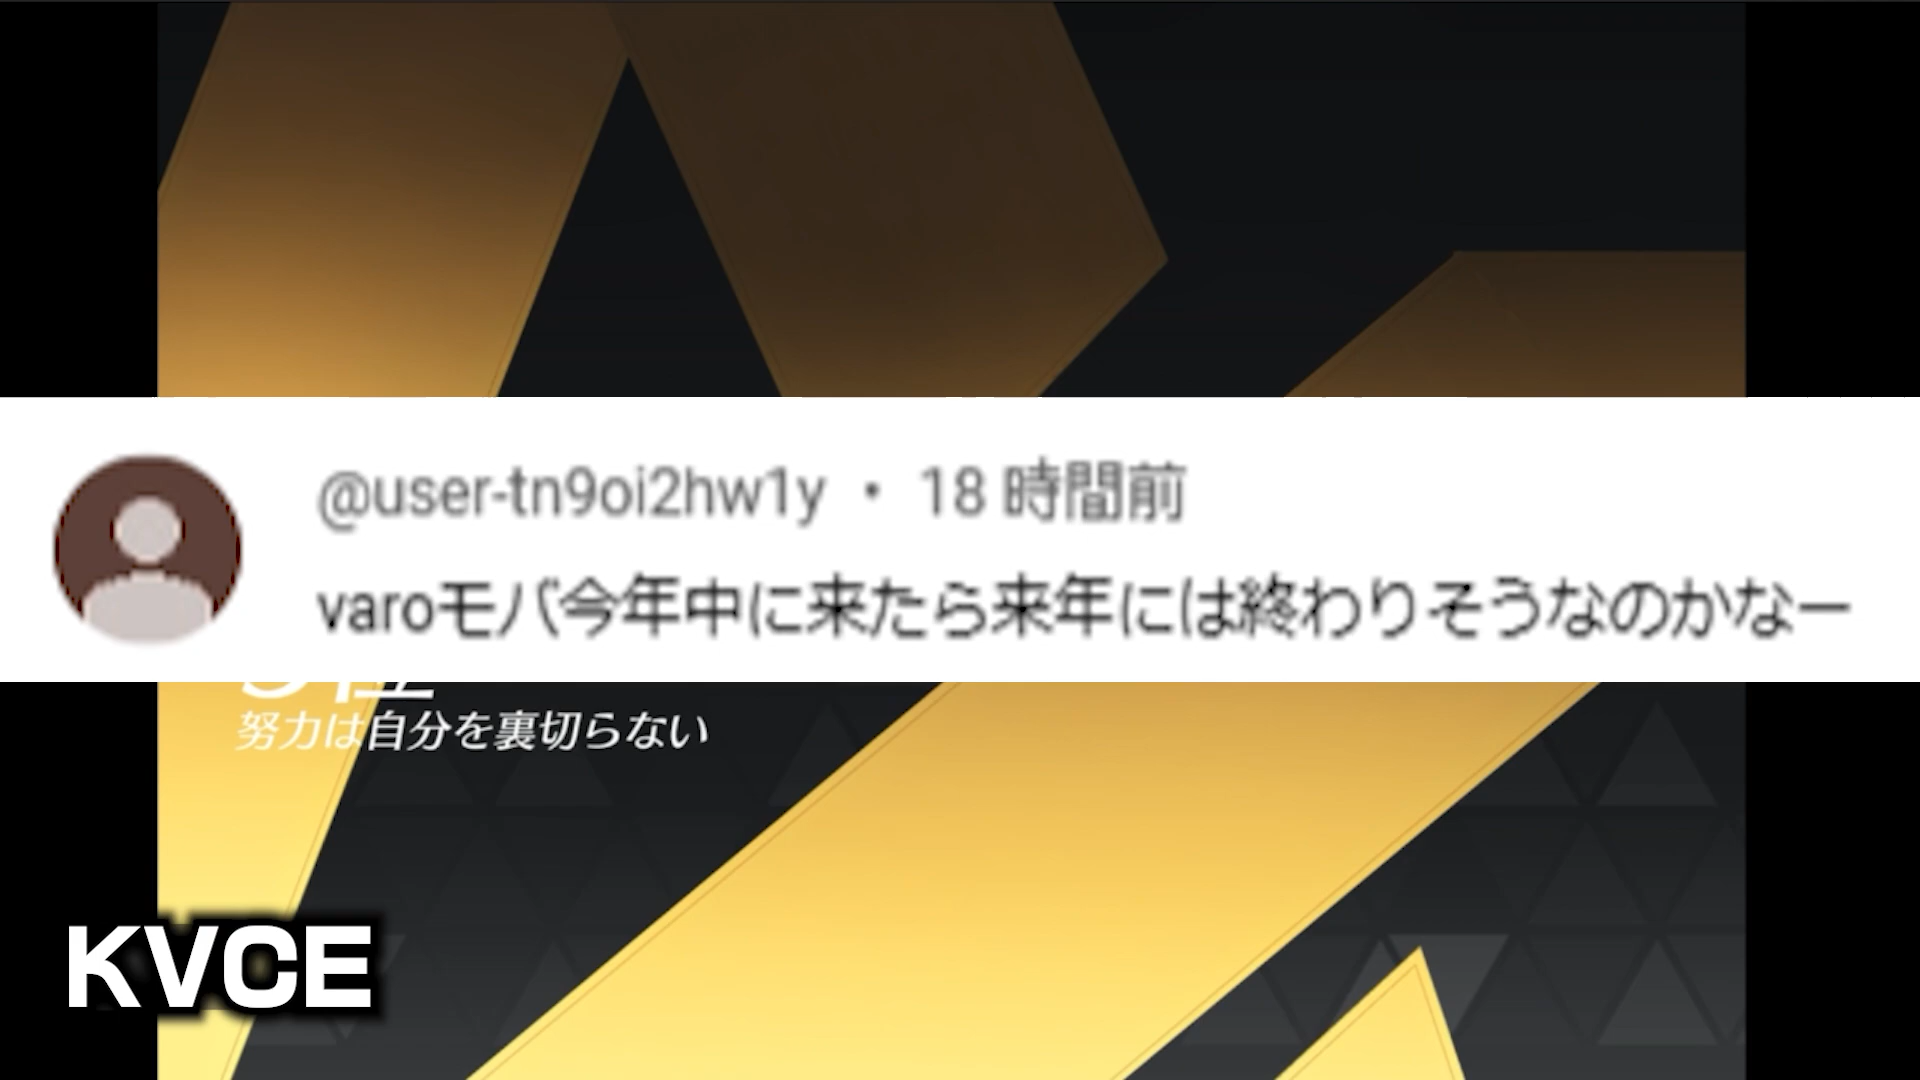 @user-tn9oi2hw1y・18 時間前
varoモバ今年中に来たら来年には終わりそうなのかなー
努力は自分を裏切らない
KVCE